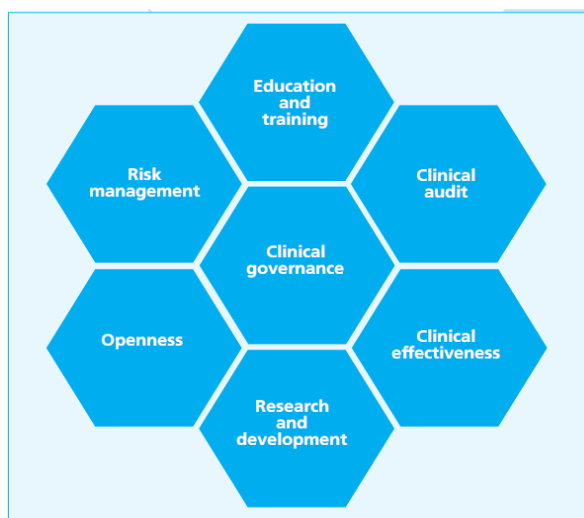 Education
and
training
Risk
management
Clinical
audit
Clinical
governance
Openness
Clinical
effectiveness
Research
and
development